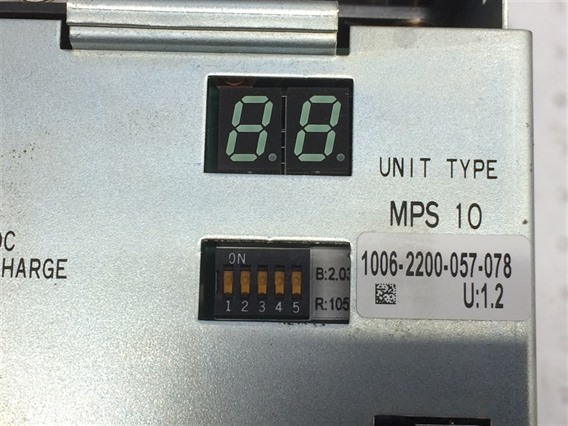 88
UNIT TYPE
MPS 10
HARGE
ON
1 2 3 4 5
B:2.03
R:105
1006-2200-057-078
U:1.2